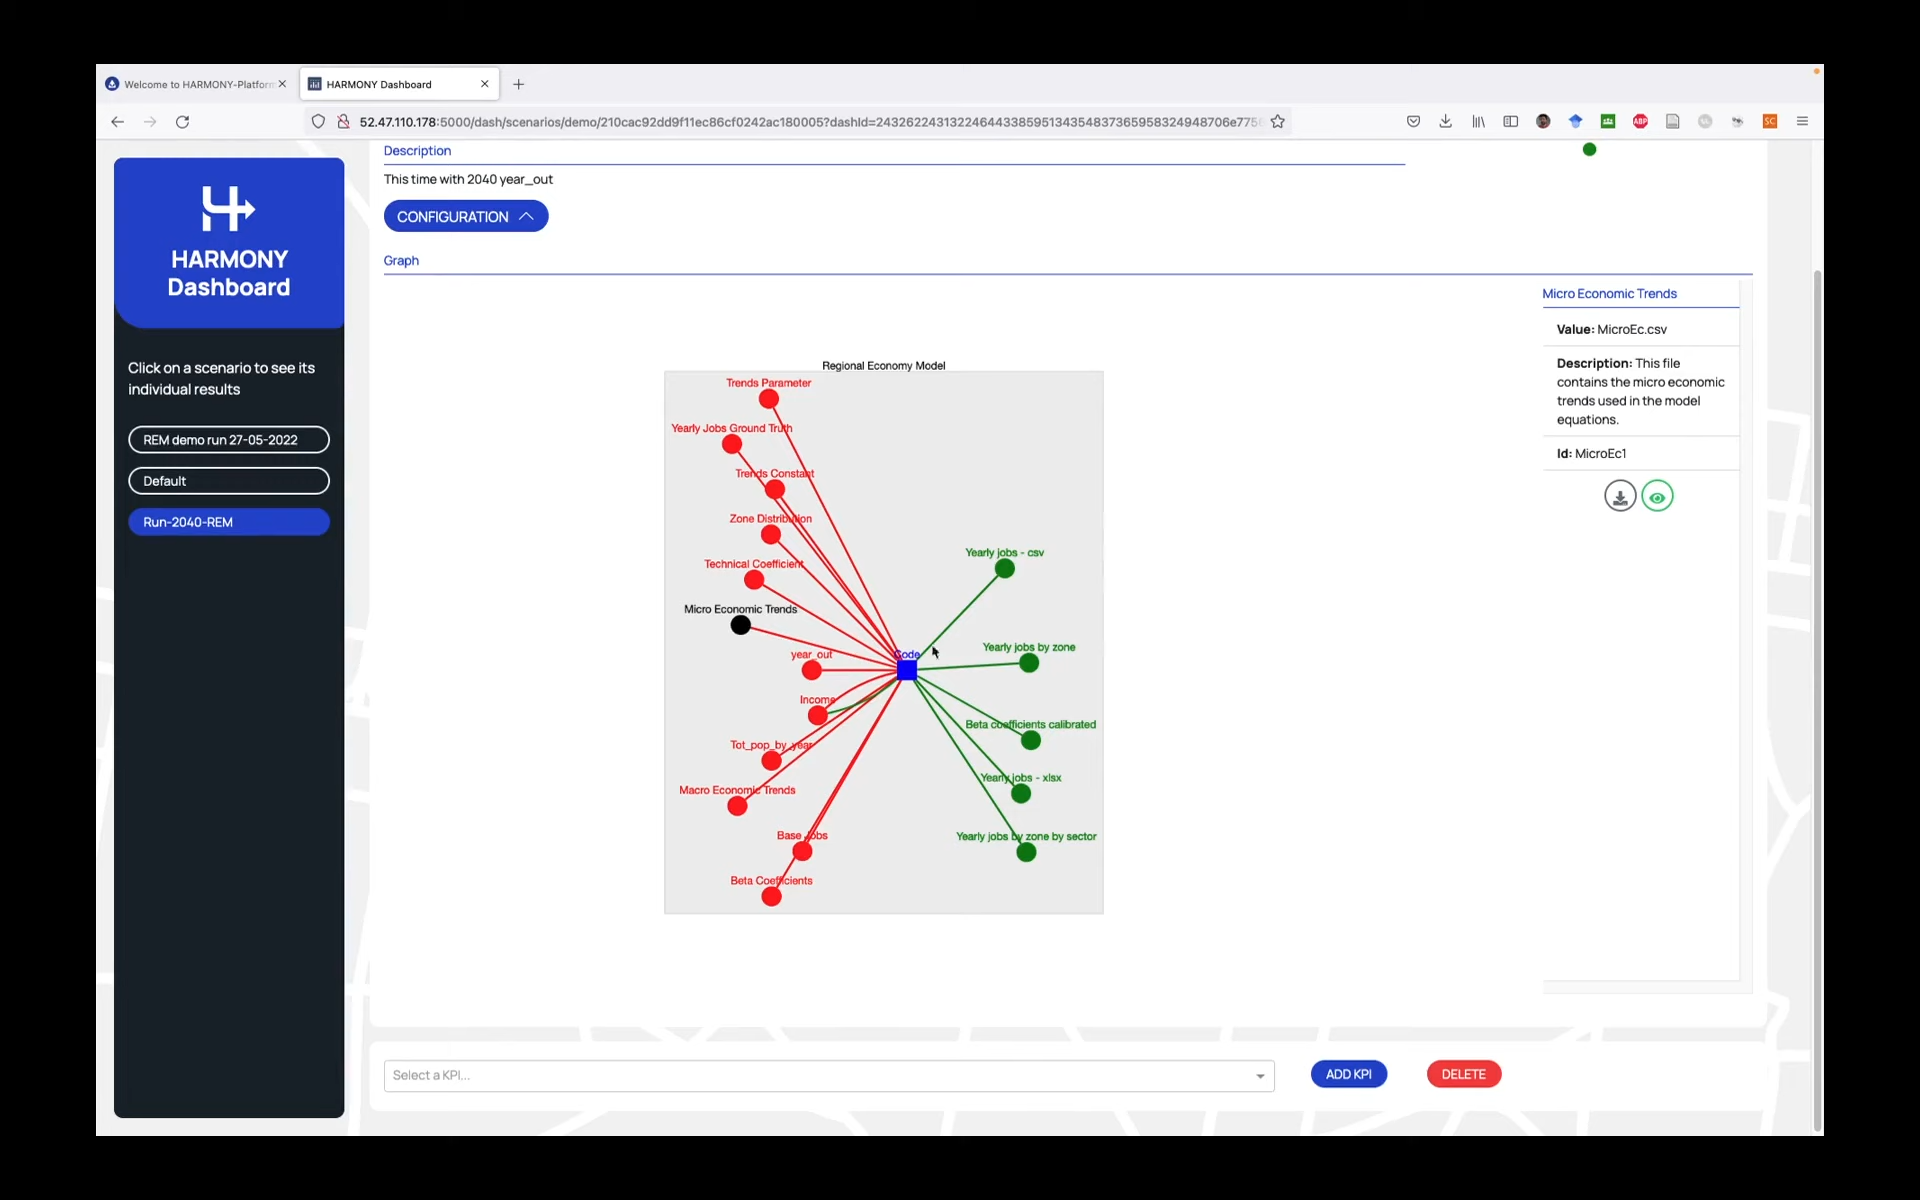 Welcome to HARMONY-Platform
HARMONY Dashboard
52.47.110.178:5000/dash/scenarios/demo/210cac92dd9f11ec86cf0242ac180005?dashId=24326224313224644338595134354837365958324948706e775
ABP
SC
HARMONY
Dashboard
Click on a scenario to see its
individual results
REM demo run 27-05-2022
Default
Run-2040-REM
Description
This time with 2040 year_out
CONFIGURATION
Graph
Regional Economy Model
Trends Parameter
Yearly Jobs Ground Truth
Trends Constant
Zone Distribution
Technical Coefficient
Micro Economic Trends
year_out
Income
Tot_pop_by_year
Macro Economic Trends
Base Jobs
Beta Coefficients
Code
Yearly jobs - csv
Yearly jobs by zone
Beta coefficients calibrated
Yearly jobs - xlsx
Yearly jobs by zone by sector
Micro Economic Trends
Value: MicroEc.csv
Description: This file
contains the micro economic
trends used in the model
equations.
Id: MicroEc1
Select a KPI...
ADD KPI
DELETE